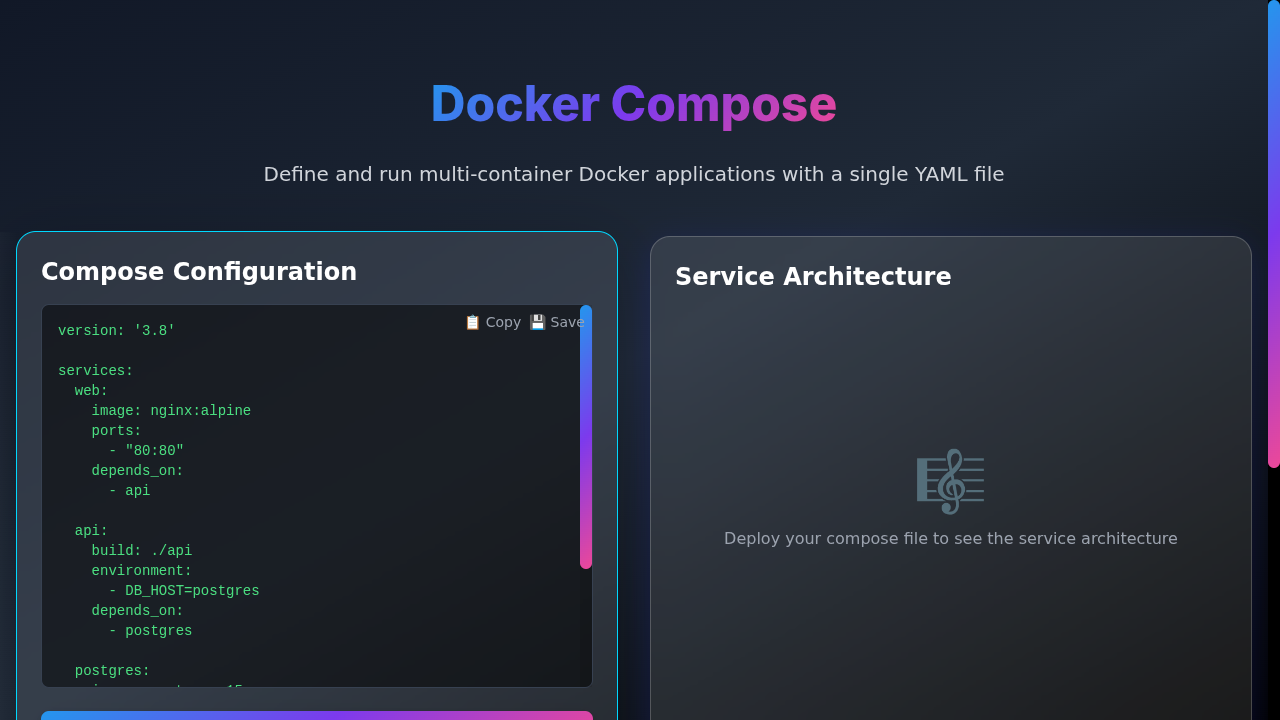 Docker Compose
Define and run multi-container Docker applications with a single YAML file
Compose Configuration
📋 Copy 💾 Save
version: '3.8'
services:
  web:
    image: nginx:alpine
    ports:
      - "80:80"
    depends_on:
      - api
  api:
    build: ./api
    environment:
      - DB_HOST=postgres
    depends_on:
      - postgres
  postgres:
Service Architecture
Deploy your compose file to see the service architecture